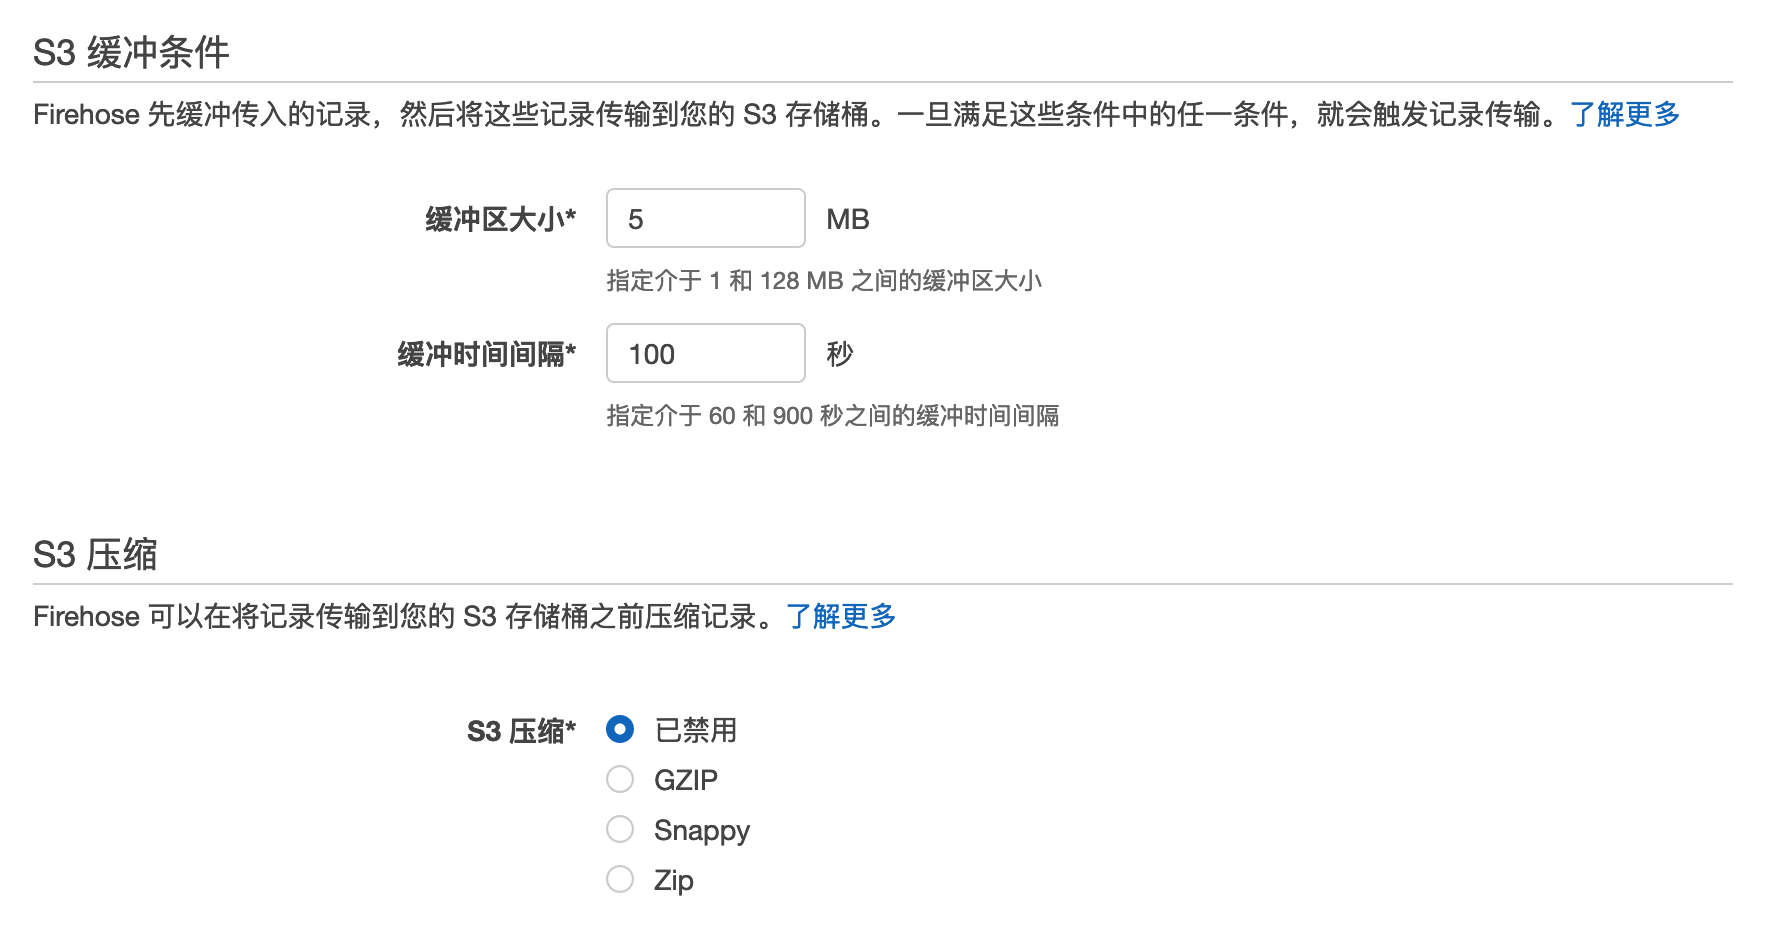 S3 缓冲条件
Firehose 先缓冲传入的记录，然后将这些记录传输到您的 S3 存储桶。一旦满足这些条件中的任一条件，就会触发记录传输。了解更多
缓冲区大小* 5 MB
指定介于 1 和 128 MB 之间的缓冲区大小
缓冲时间间隔* 100 秒
指定介于 60 和 900 秒之间的缓冲时间间隔
S3 压缩
Firehose 可以在将记录传输到您的 S3 存储桶之前压缩记录。了解更多
S3 压缩* 已禁用
GZIP
Snappy
Zip